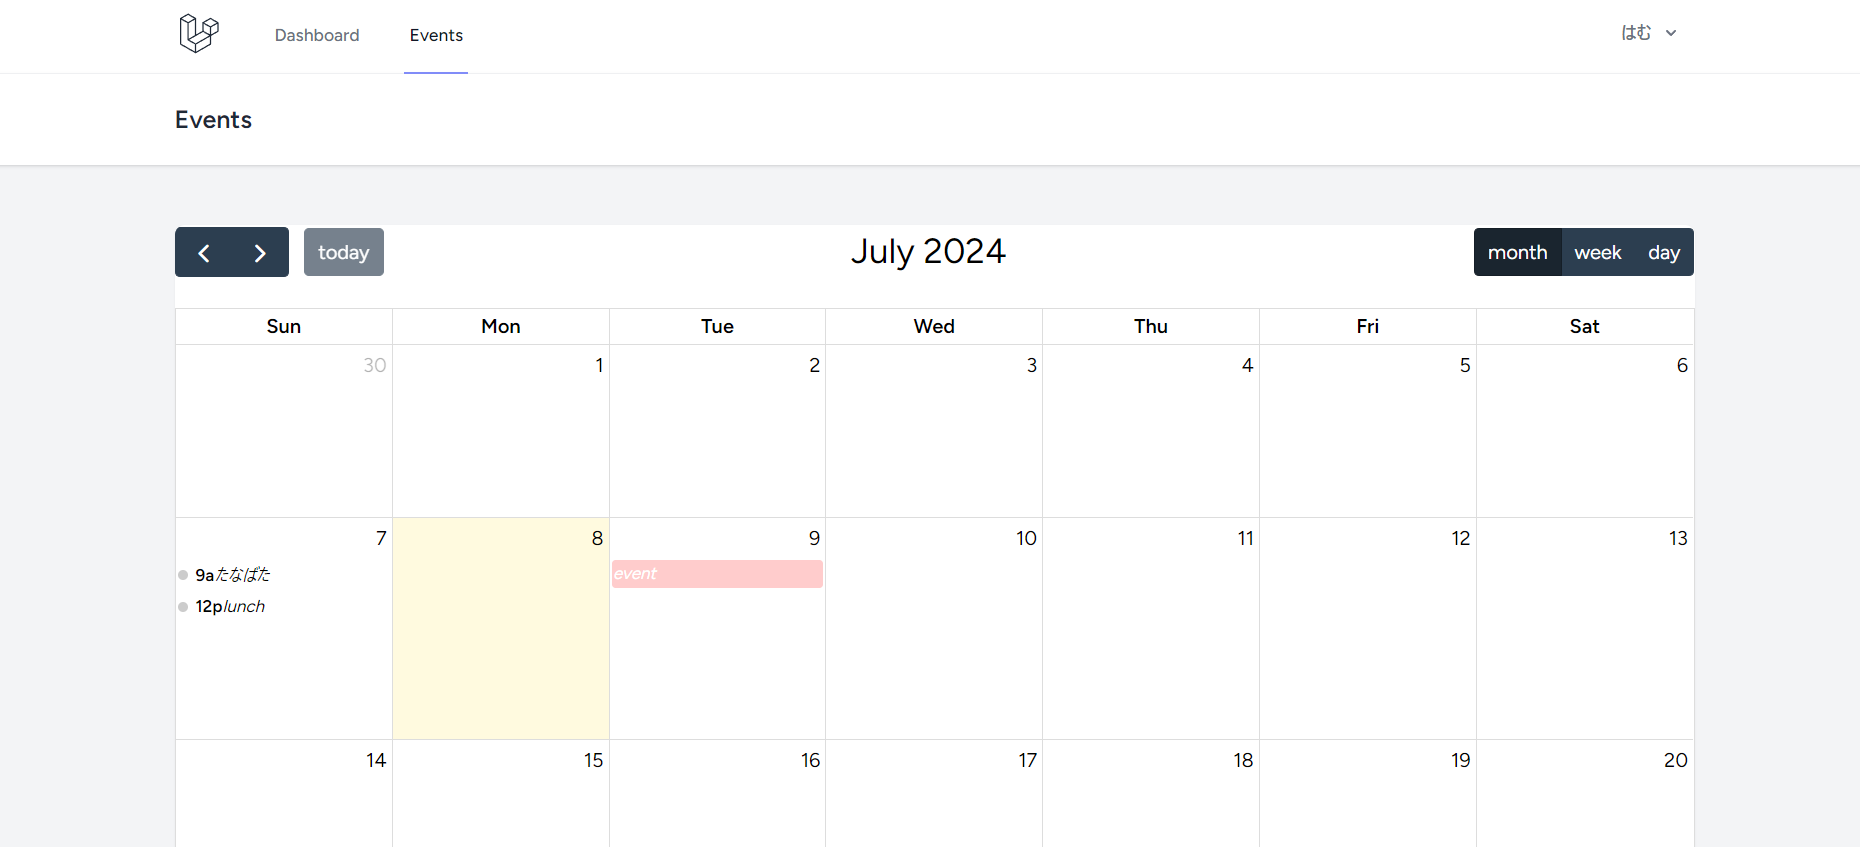 Dashboard Events はむ
Events
today July 2024 month week day
Sun Mon Tue Wed Thu Fri Sat
30 1 2 3 4 5 6
7 8 9 10 11 12 13
9aたなばた event
12plunch
14 15 16 17 18 19 20